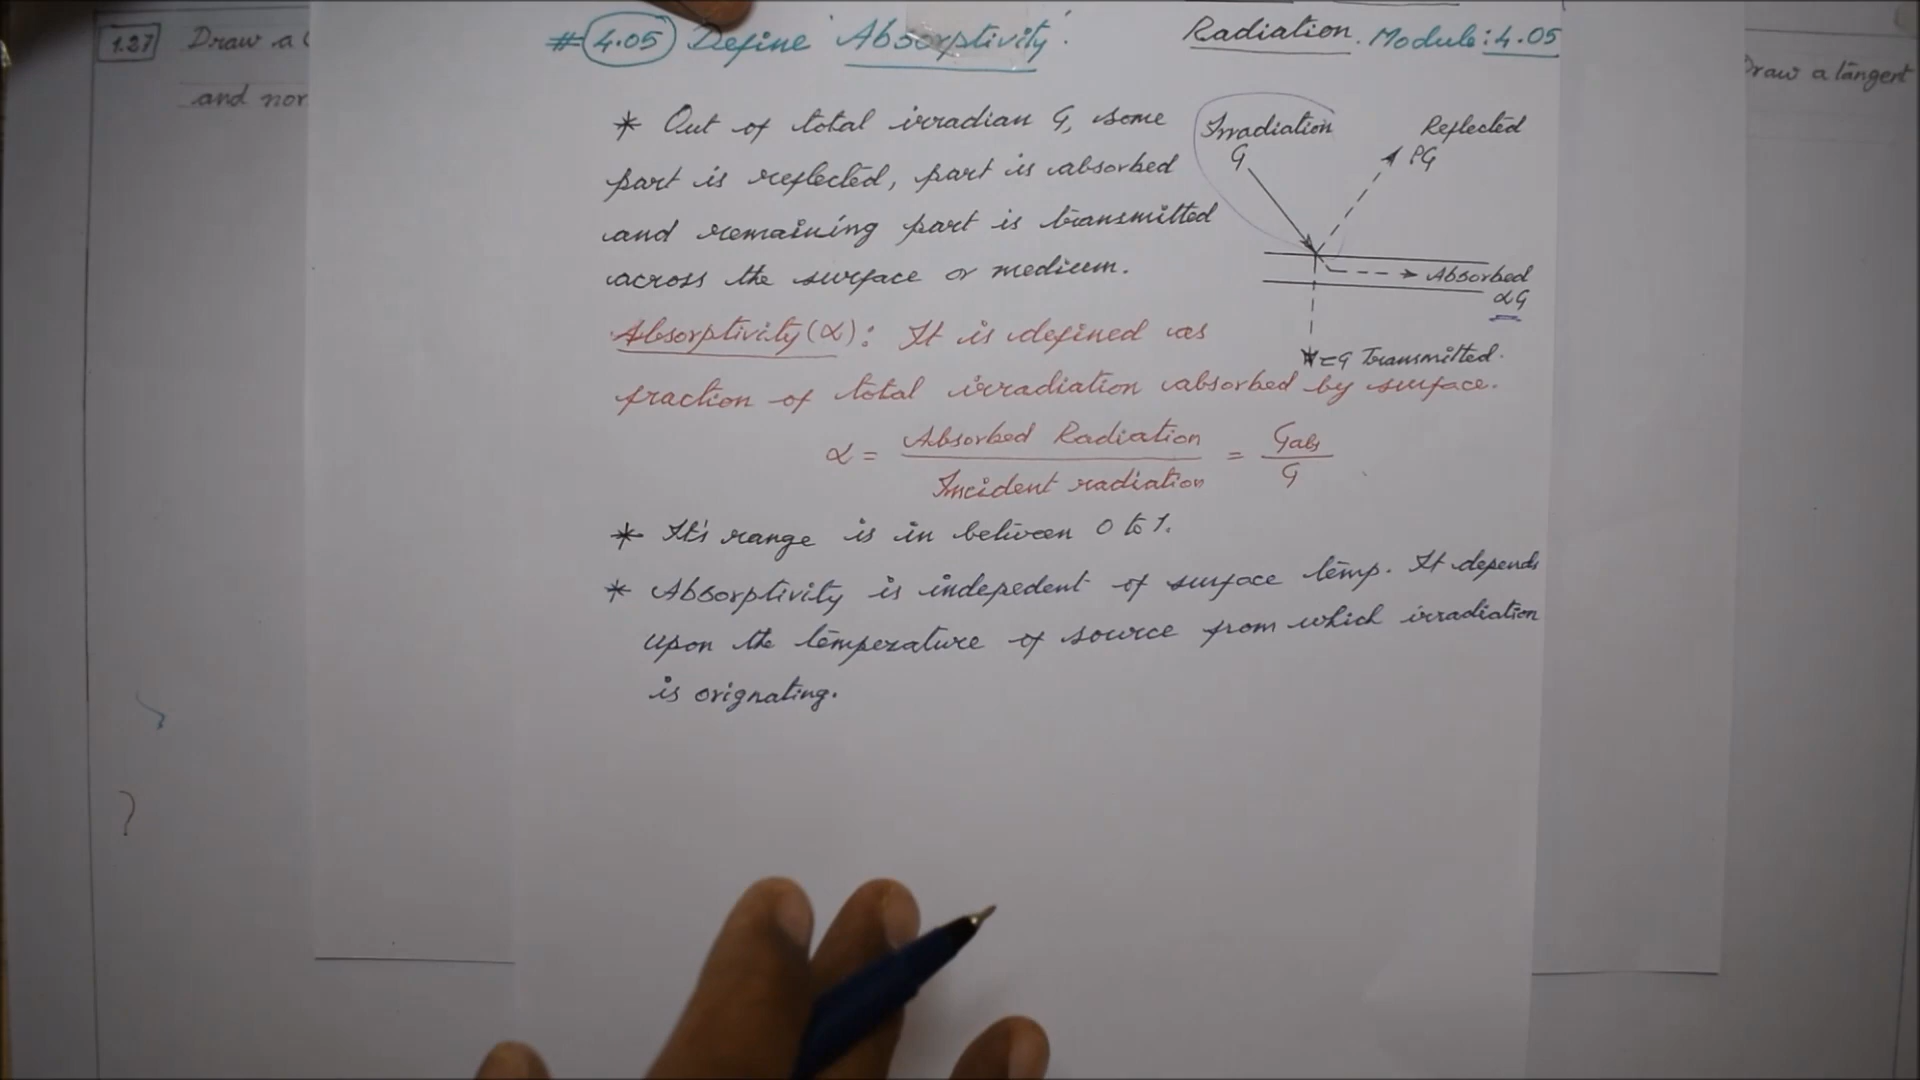 1.27 Draw a
and nor
# 4.05 Define 'Absorptivity'.
Radiation. Module: 4.05
Draw a tangent
* Out of total irradian G, some
part is reflected, part is absorbed
and remaining part is transmitted
across the surface or medium.
Irradiation
G
Reflected
ρG
Absorbed
αG
G Transmitted.
Absorptivity (α): It is defined as
fraction of total irradiation absorbed by surface.
α = Absorbed Radiation / Incident radiation = Gabs / G
* It's range is in between 0 to 1.
* Absorptivity is indepedent of surface temp. It depends
upon the temperature of source from which irradiation
is orignating.